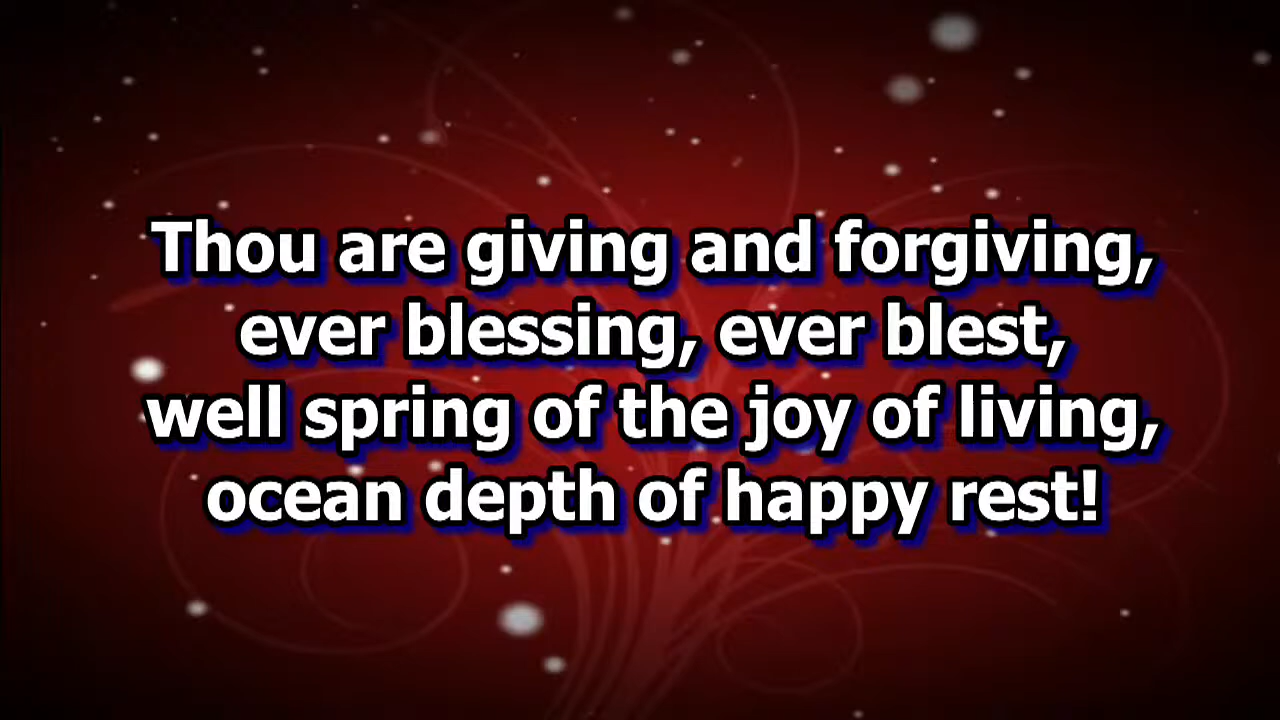 Thou are giving and forgiving,
ever blessing, ever blest,
well spring of the joy of living,
ocean depth of happy rest!